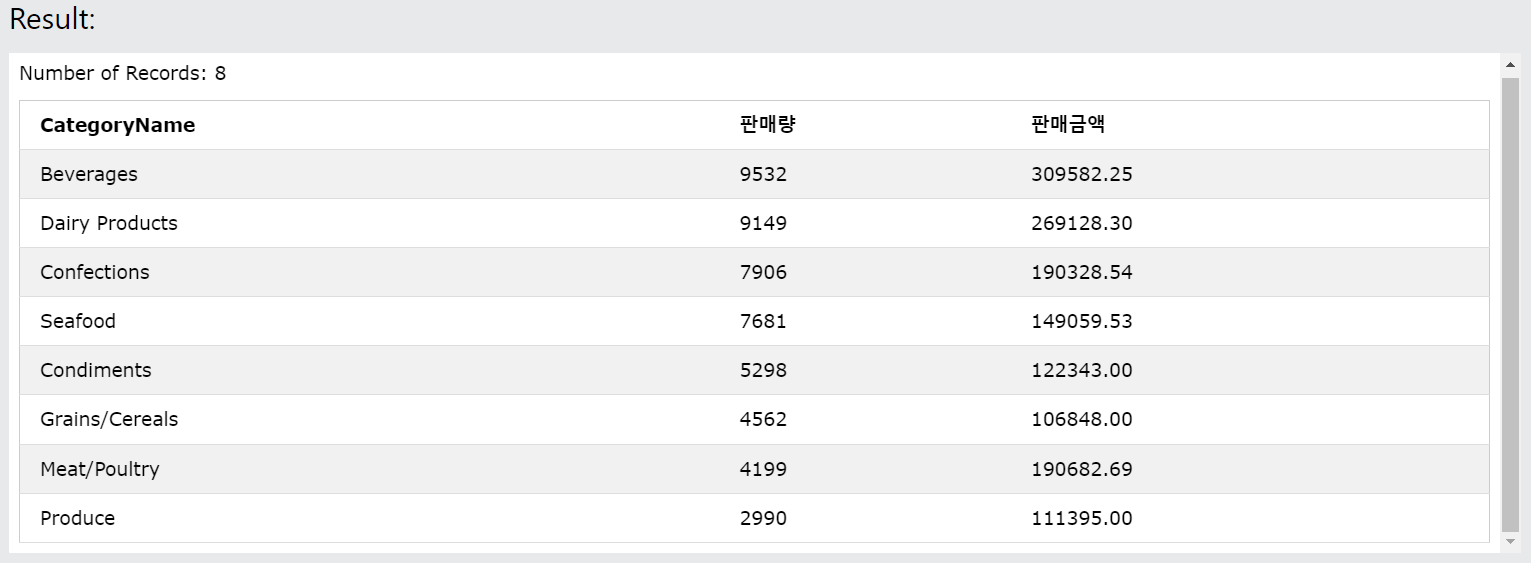 Result:
Number of Records: 8
CategoryName 판매량 판매금액
Beverages 9532 309582.25
Dairy Products 9149 269128.30
Confections 7906 190328.54
Seafood 7681 149059.53
Condiments 5298 122343.00
Grains/Cereals 4562 106848.00
Meat/Poultry 4199 190682.69
Produce 2990 111395.00